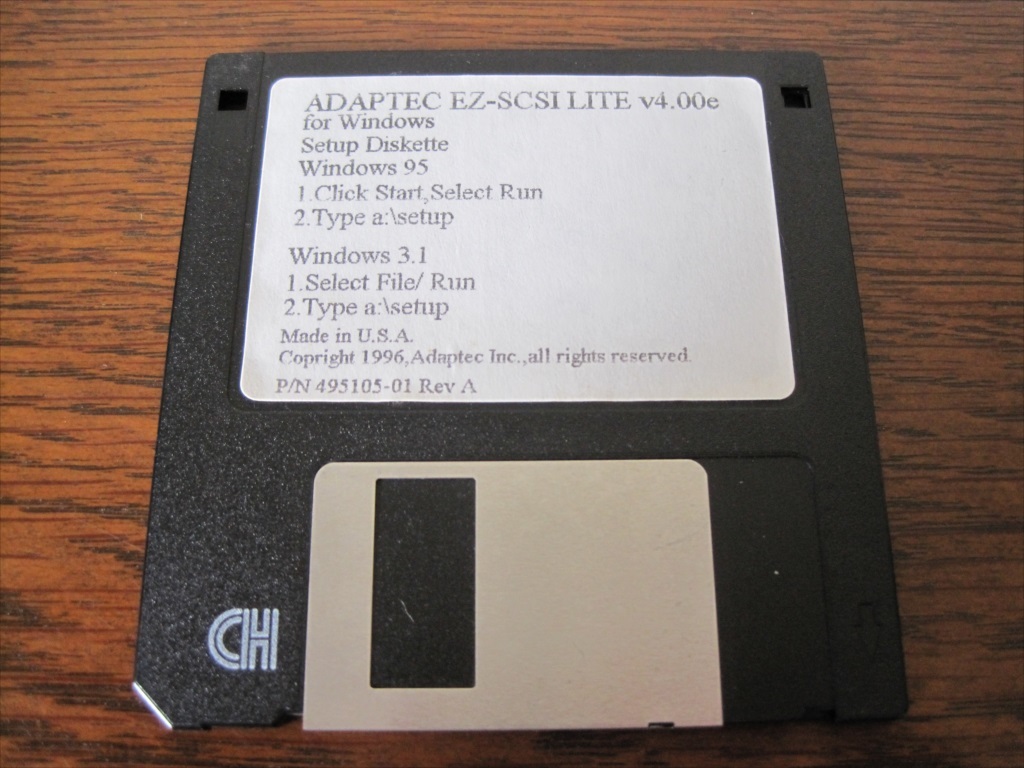 ADAPTEC EZ-SCSI LITE v4.00e
for Windows
Setup Diskette
Windows 95
1.Click Start,Select Run
2.Type a:\setup
Windows 3.1
1.Select File/ Run
2.Type a:\setup
Made in U.S.A.
Copright 1996,Adaptec Inc.,all rights reserved.
P/N 495105-01 Rev A
CH